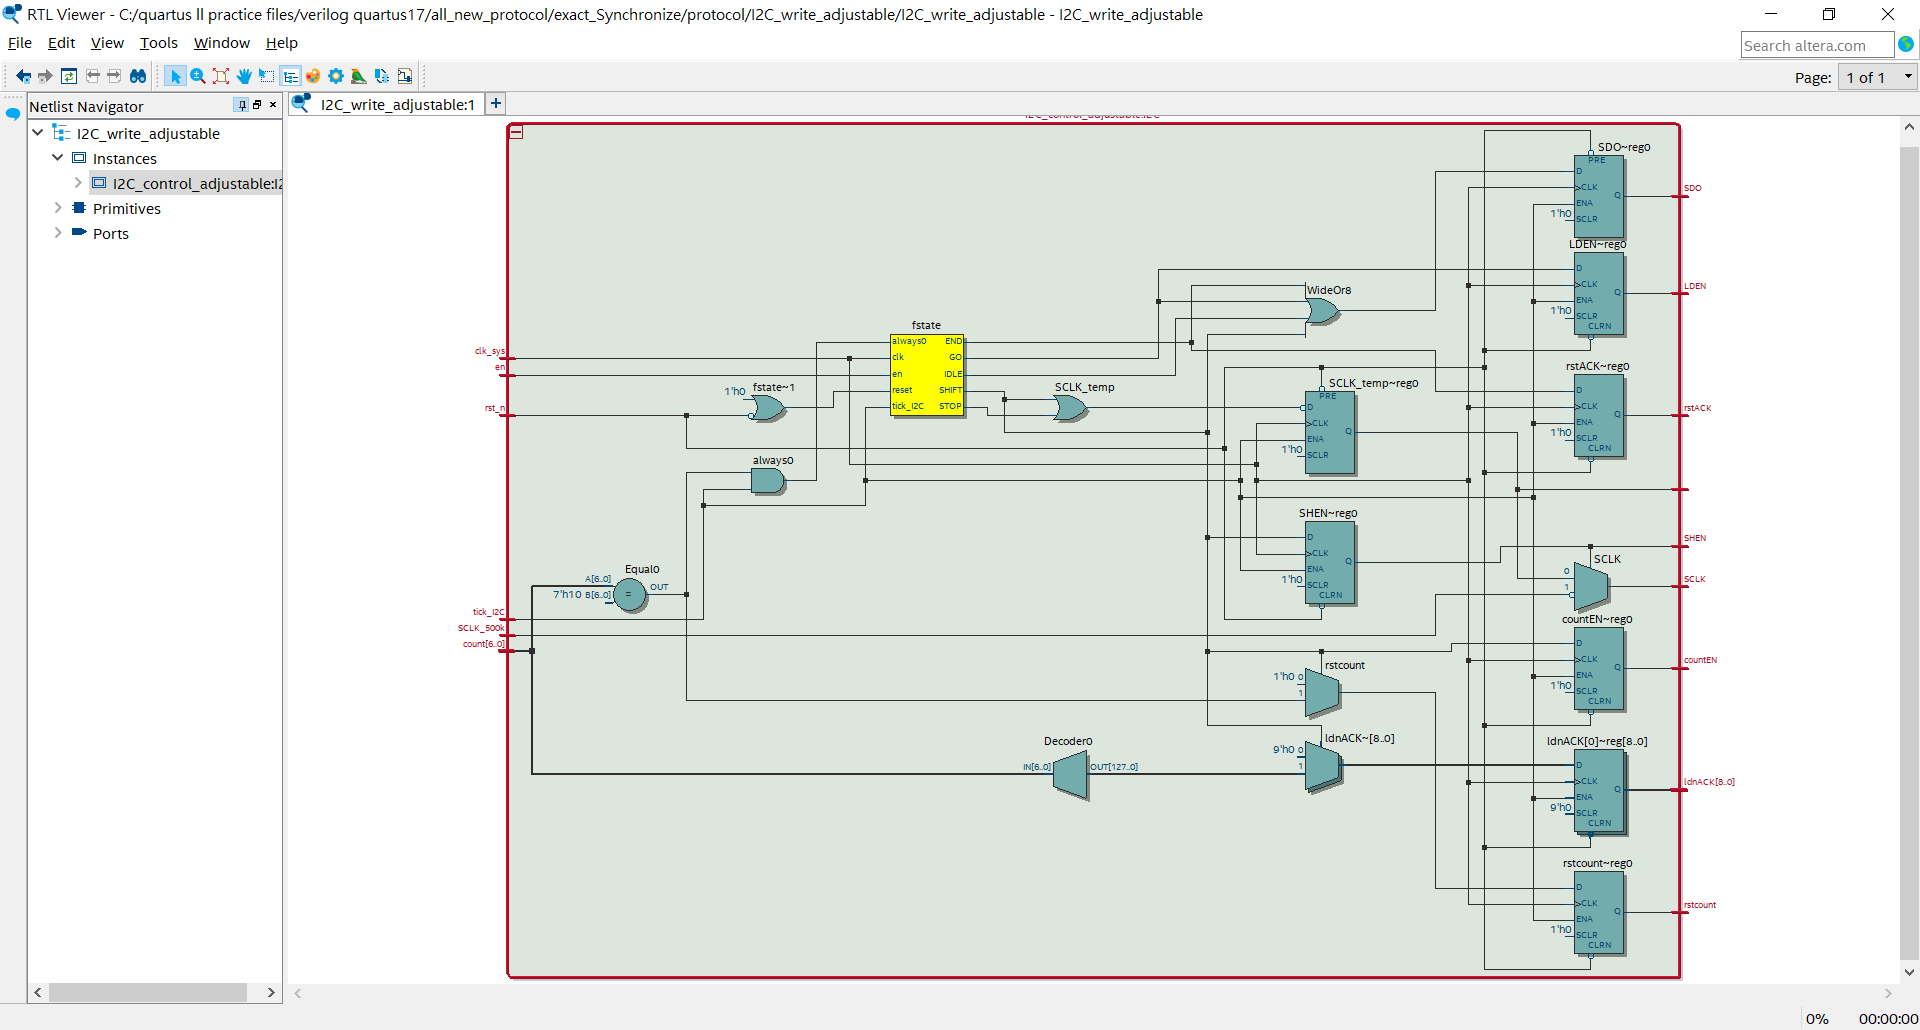 RTL Viewer - C:/quartus ll practice files/verilog quartus17/all_new_protocol/exact_Synchronize/protocol/I2C_write_adjustable/I2C_write_adjustable - I2C_write_adjustable
File Edit View Tools Window Help
Search altera.com
Page: 1 of 1
Netlist Navigator
I2C_write_adjustable:1
I2C_write_adjustable
Instances
I2C_control_adjustable:I2
Primitives
Ports
I2C_control_adjustable:I2C
clk_sys
en
rst_n
tick_I2C
SCLK_500k
count[6..0]
fstate~1
1'h0
always0
Equal0
A[6..0]
7'h10 B[6..0]
=
OUT
fstate
always0 END
clk GO
en IDLE
reset SHIFT
tick_I2C STOP
SCLK_temp
Decoder0
IN[6..0] OUT[127..0]
WideOr8
SCLK_temp~reg0
PRE
D
CLK
Q
ENA
1'h0 SCLR
SHEN~reg0
D
CLK
Q
ENA
1'h0 SCLR
CLRN
rstcount
1'h0 0
1
ldnACK~[8..0]
9'h0 0
1
SDO~reg0
PRE
D
CLK
Q
ENA
1'h0 SCLR
SDO
LDEN~reg0
D
CLK
Q
ENA
1'h0 SCLR
CLRN
LDEN
rstACK~reg0
D
CLK
Q
ENA
1'h0 SCLR
CLRN
rstACK
SHEN
SCLK
0
1
SCLK
countEN~reg0
D
CLK
Q
ENA
1'h0 SCLR
CLRN
countEN
ldnACK[0]~reg[8..0]
D
CLK
Q
ENA
9'h0 SCLR
CLRN
ldnACK[8..0]
rstcount~reg0
D
CLK
Q
ENA
1'h0 SCLR
CLRN
rstcount
0% 00:00:00